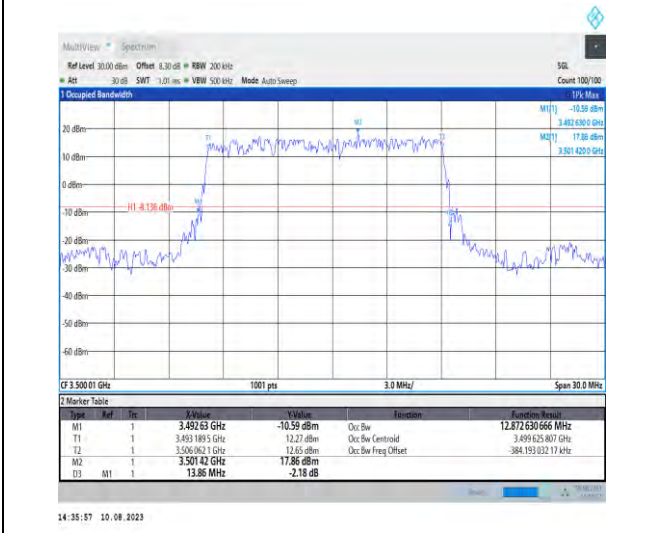 MultiView Spectrum
Ref Level 30.00 dBm Offset 8.30 dB RBW 200 kHz SGL
Att 30 dB SWT 1.01 ms VBW 500 kHz Mode Auto Sweep Count 100/100
1 Occupied Bandwidth 1Pk Max
M1[1] -10.59 dBm
3.492 630 0 GHz
M2[1] 17.86 dBm
3.501 420 0 GHz
M2
T1 T2
20 dBm
10 dBm
0 dBm
M1
H1 -8.138 dBm
-10 dBm
-20 dBm
-30 dBm
-40 dBm
-50 dBm
-60 dBm
CF 3.500 01 GHz 1001 pts 3.0 MHz/ Span 30.0 MHz
2 Marker Table
Type Ref Trc X-Value Y-Value Function Function Result
M1 1 3.492 63 GHz -10.59 dBm Occ Bw 12.872 630 666 MHz
T1 1 3.493 189 5 GHz 12.27 dBm Occ Bw Centroid 3.499 625 807 GHz
T2 1 3.506 062 1 GHz 12.65 dBm Occ Bw Freq Offset -384.193 032 17 kHz
M2 1 3.501 42 GHz 17.86 dBm
D3 M1 1 13.86 MHz -2.18 dB
14:35:57 10.08.2023